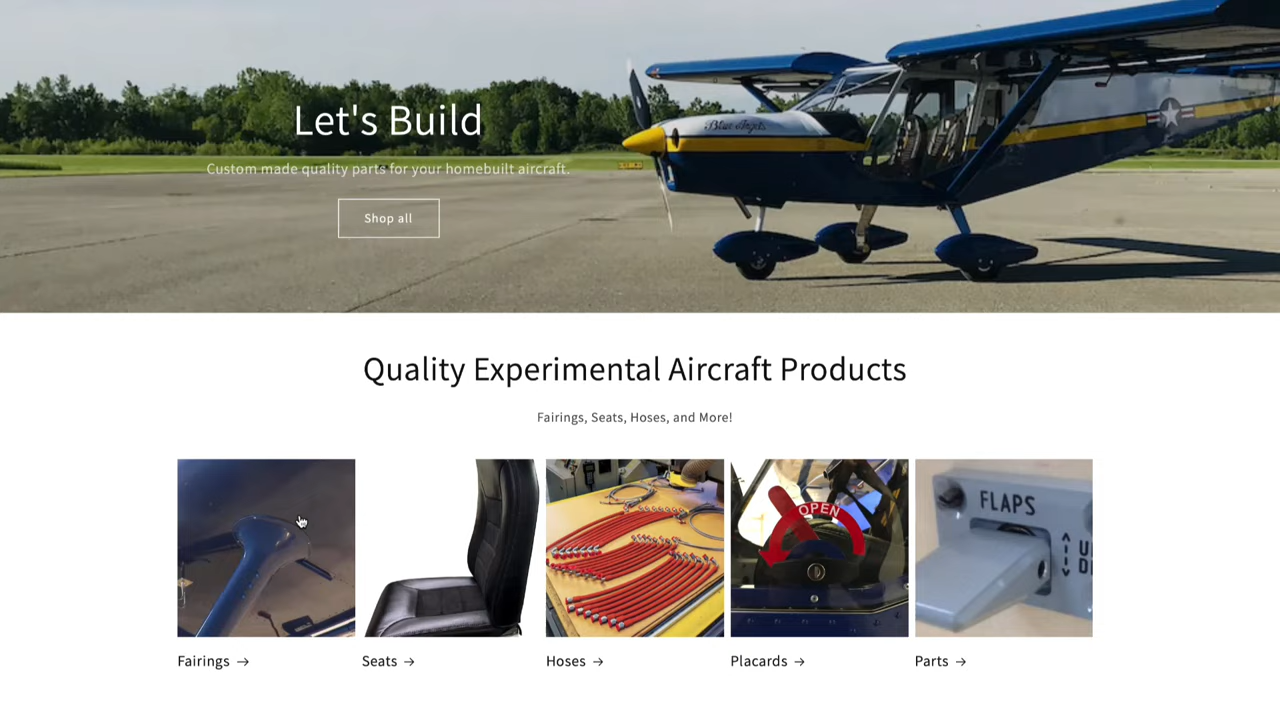 Let's Build
Custom made quality parts for your homebuilt aircraft.
Shop all
Blue Angels
Quality Experimental Aircraft Products
Fairings, Seats, Hoses, and More!
OPEN
FLAPS
Fairings →
Seats →
Hoses →
Placards →
Parts →